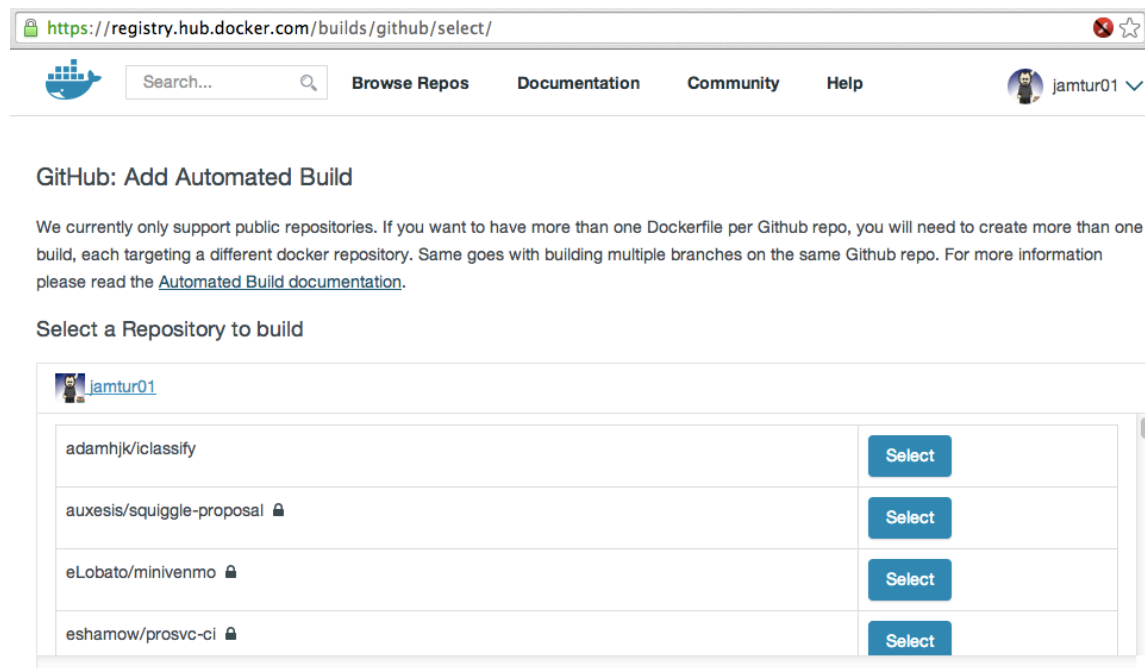 https://registry.hub.docker.com/builds/github/select/
Search... Browse Repos Documentation Community Help jamtur01
GitHub: Add Automated Build
We currently only support public repositories. If you want to have more than one Dockerfile per Github repo, you will need to create more than one
build, each targeting a different docker repository. Same goes with building multiple branches on the same Github repo. For more information
please read the Automated Build documentation.
Select a Repository to build
jamtur01
adamhjk/iclassify Select
auxesis/squiggle-proposal Select
eLobato/minivenmo Select
eshamow/prosvc-ci Select